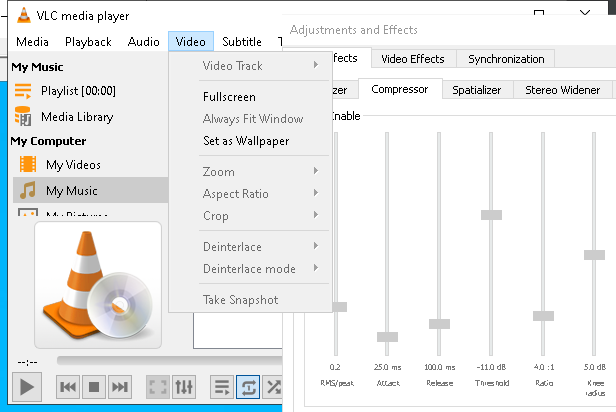 VLC media player
Media Playback Audio Video Subtitle T
Adjustments and Effects
My Music
Playlist [00:00]
Media Library
My Computer
My Videos
My Music
My Pictures
Video Track
Fullscreen
Always Fit Window
Set as Wallpaper
Zoom
Aspect Ratio
Crop
Deinterlace
Deinterlace mode
Take Snapshot
ffects Video Effects Synchronization
zer Compressor Spatializer Stereo Widener
Enable
0.2 25.0 ms 100.0 ms -11.0 dB 4.0 :1 5.0 dB
RMS/peak Attack Release Threshold Ratio Knee
radius
--:--